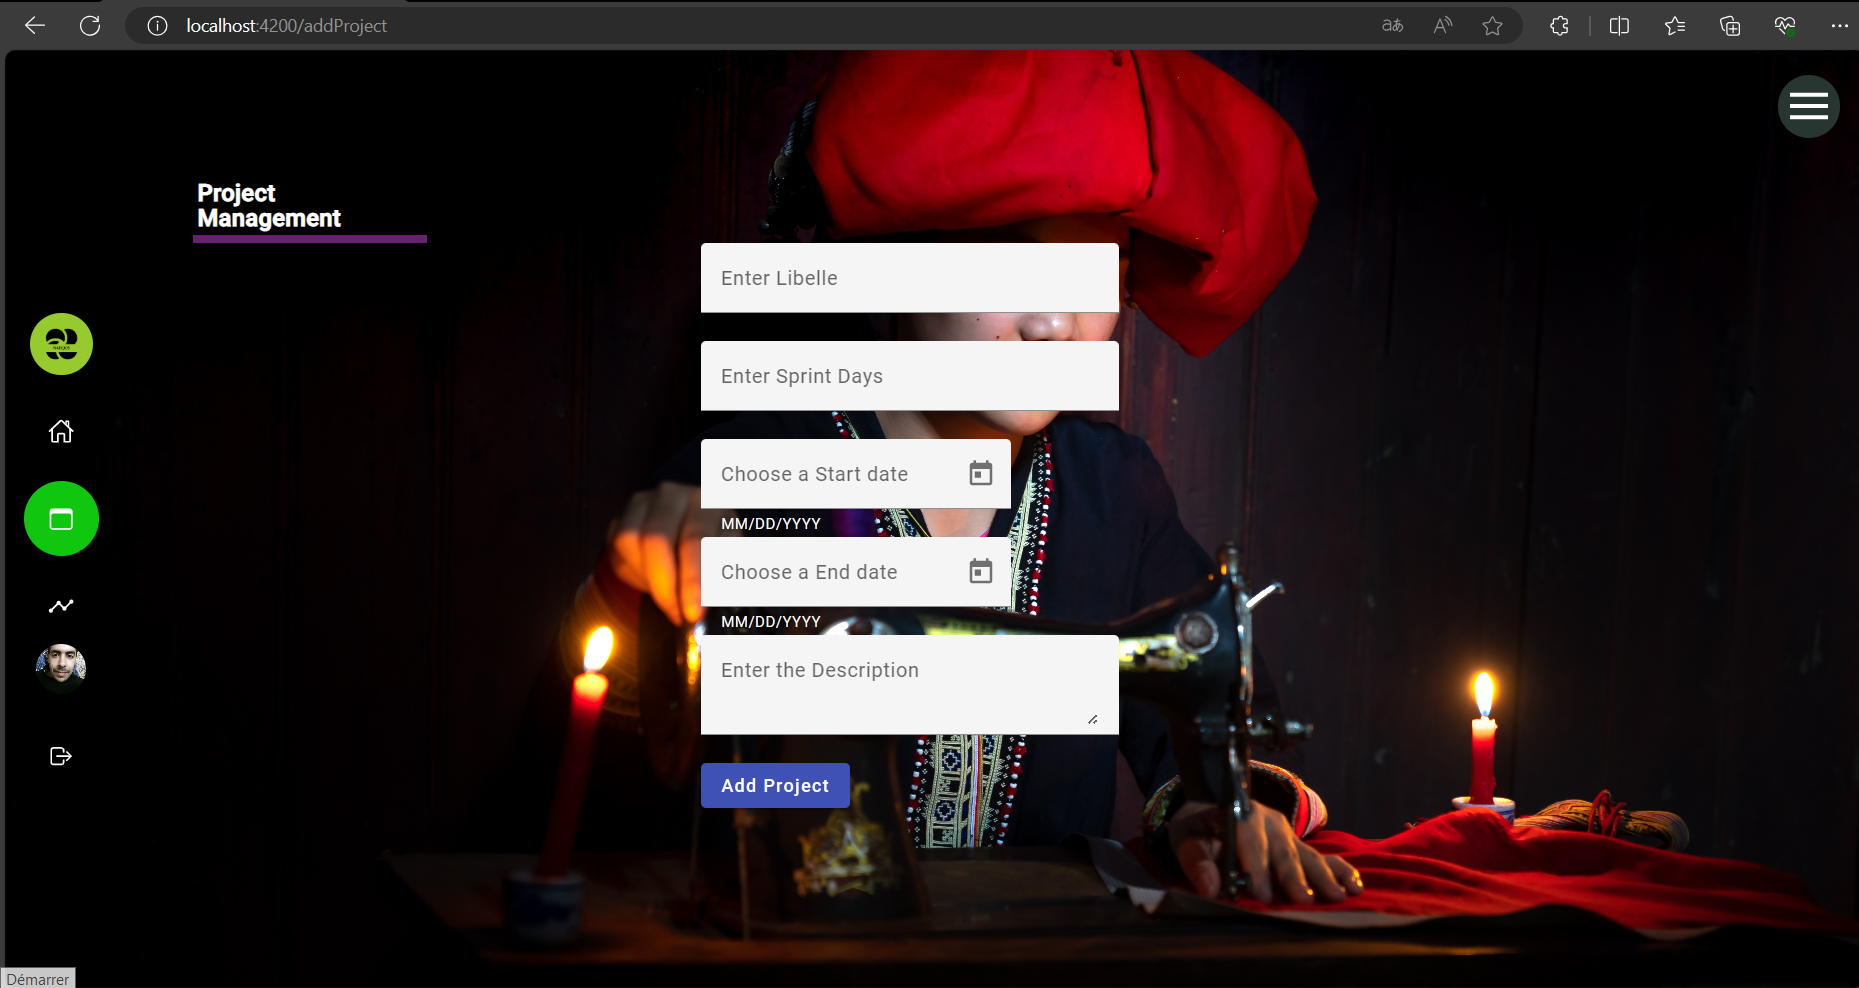 localhost:4200/addProject
Project
Management
Enter Libelle
Enter Sprint Days
Choose a Start date
MM/DD/YYYY
Choose a End date
MM/DD/YYYY
Enter the Description
Add Project
Démarrer